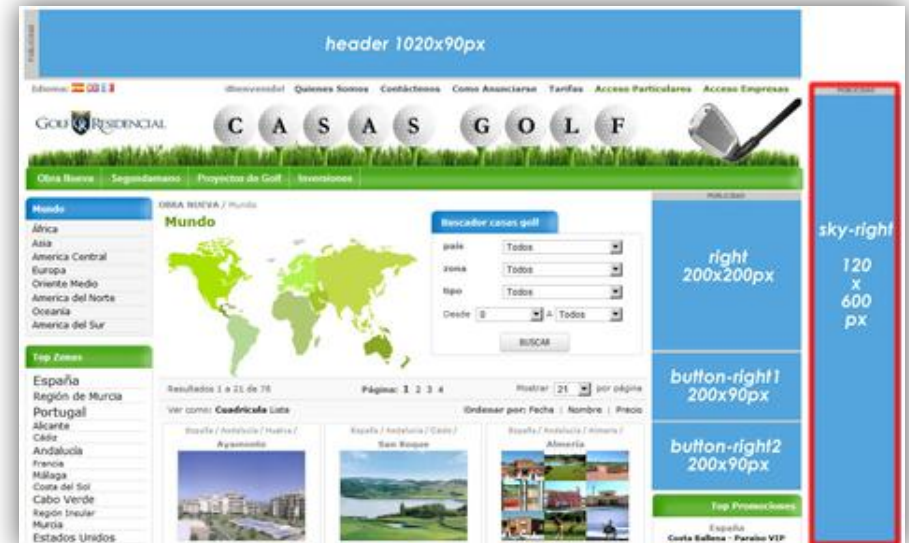 PUBLICIDAD
header 1020x90px
Idioma:
¡Bienvenido! Quienes Somos Contáctenos Como Anunciarse Tarifas Acceso Particulares Acceso Empresas
PUBLICIDAD
GOLF RESIDENCIAL
CASAS GOLF
Obra Nueva Segundamano Proyectos de Golf Inversiones
Mundo
África
Asia
America Central
Europa
Oriente Medio
America del Norte
Oceania
America del Sur
Top Zonas
España
Región de Murcia
Portugal
Alicante
Cádiz
Andalucía
Francia
Málaga
Costa del Sol
Cabo Verde
Región Insular
Murcia
Estados Unidos
OBRA NUEVA / Mundo
Mundo
Buscador casas golf
país Todos
zona Todos
tipo Todos
Desde 0 A Todos
BUSCAR
Resultados 1 a 21 de 78 Página: 1 2 3 4 Mostrar 21 por página
Ver como: Cuadrícula Lista Ordenar por: Fecha | Nombre | Precio
España / Andalucía / Huelva /
Ayamonte
España / Andalucía / Cádiz /
San Roque
España / Andalucía / Almería /
Almería
PUBLICIDAD
right
200x200px
button-right1
200x90px
button-right2
200x90px
Top Promociones
España
Costa Ballena - Paraiso VIP
sky-right
120
x
600
px